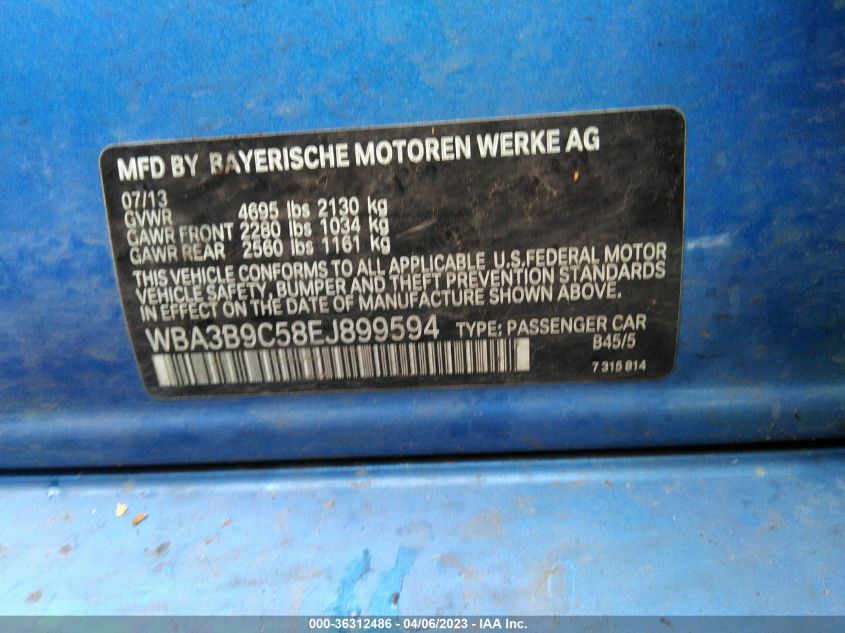 MFD BY BAYERISCHE MOTOREN WERKE AG
07/13
GVWR 4695 lbs 2130 kg
GAWR FRONT 2280 lbs 1034 kg
GAWR REAR 2560 lbs 1161 kg
THIS VEHICLE CONFORMS TO ALL APPLICABLE U.S.FEDERAL MOTOR
VEHICLE SAFETY, BUMPER AND THEFT PREVENTION STANDARDS
IN EFFECT ON THE DATE OF MANUFACTURE SHOWN ABOVE.
WBA3B9C58EJ899594 TYPE: PASSENGER CAR
B45/5
7 315 814
000-36312486 - 04/06/2023 - IAA Inc.